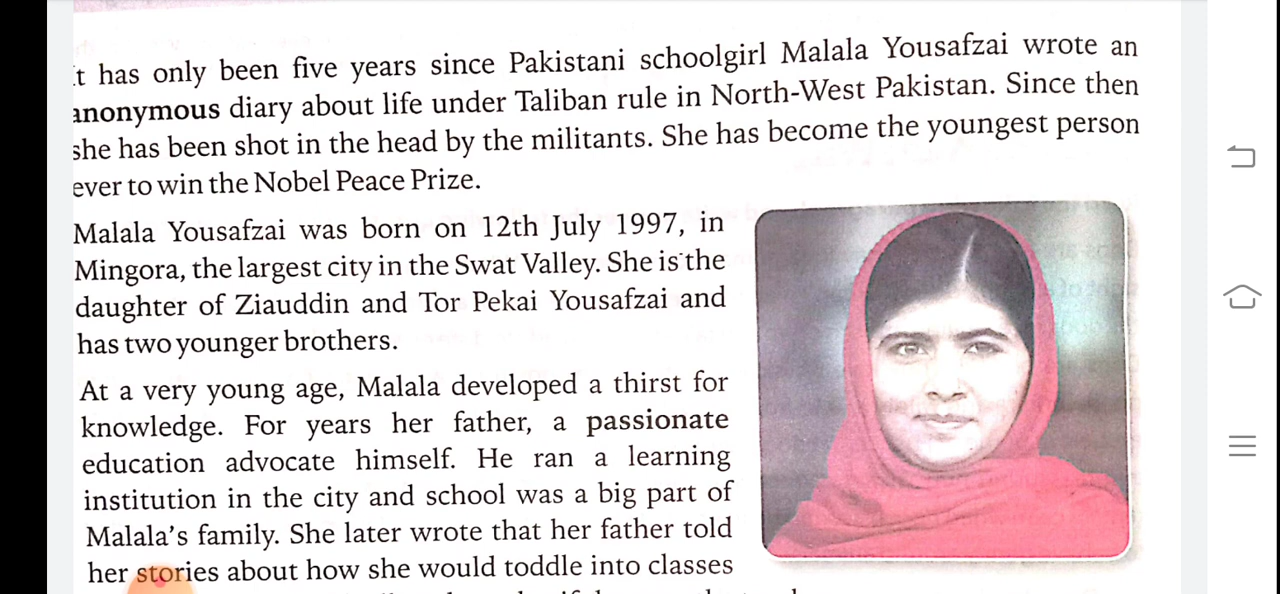 t has only been five years since Pakistani schoolgirl Malala Yousafzai wrote an
anonymous diary about life under Taliban rule in North-West Pakistan. Since then
she has been shot in the head by the militants. She has become the youngest person
ever to win the Nobel Peace Prize.
Malala Yousafzai was born on 12th July 1997, in
Mingora, the largest city in the Swat Valley. She is the
daughter of Ziauddin and Tor Pekai Yousafzai and
has two younger brothers.
At a very young age, Malala developed a thirst for
knowledge. For years her father, a passionate
education advocate himself. He ran a learning
institution in the city and school was a big part of
Malala's family. She later wrote that her father told
her stories about how she would toddle into classes